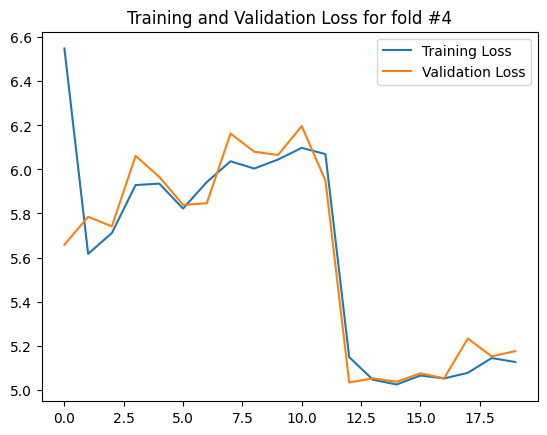 Training and Validation Loss for fold #4
Training Loss
Validation Loss
6.6
6.4
6.2
6.0
5.8
5.6
5.4
5.2
5.0
0.0 2.5 5.0 7.5 10.0 12.5 15.0 17.5